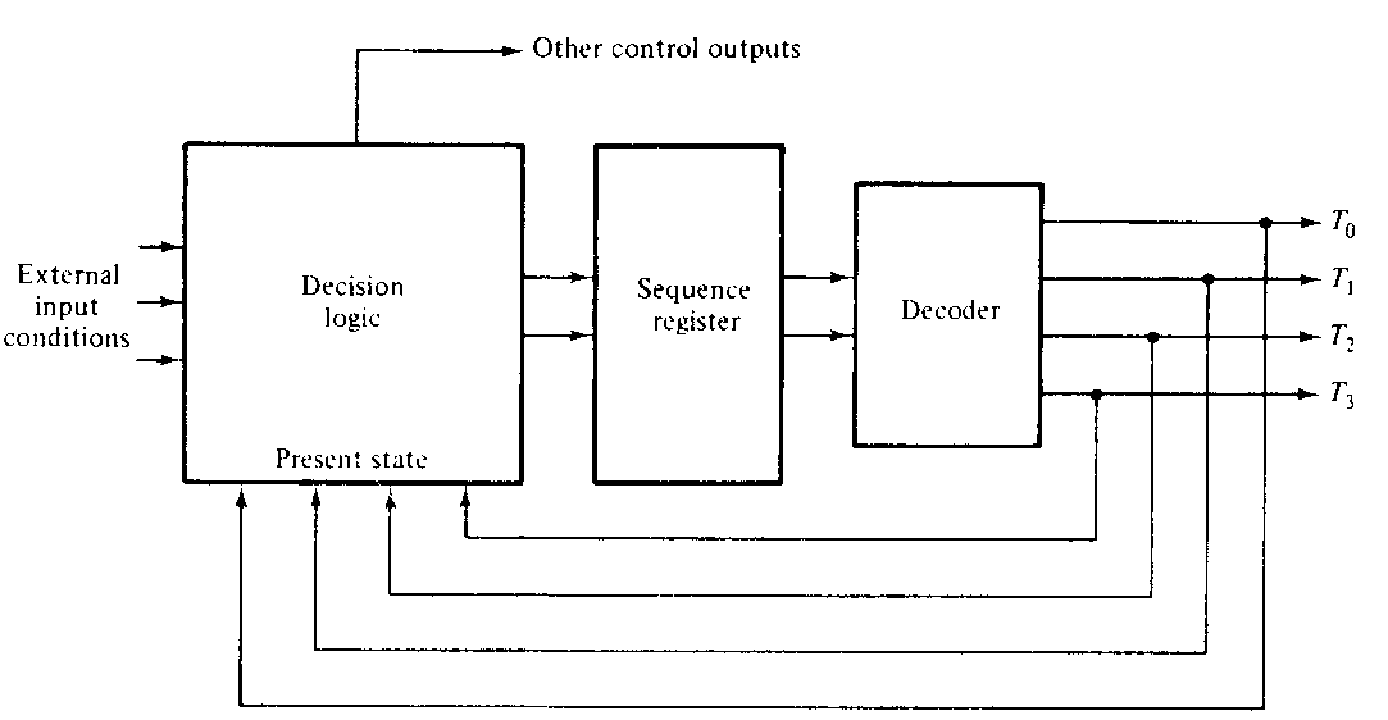 Other control outputs
External
input
conditions
Decision
logic
Present state
Sequence
register
Decoder
T0
T1
T2
T3